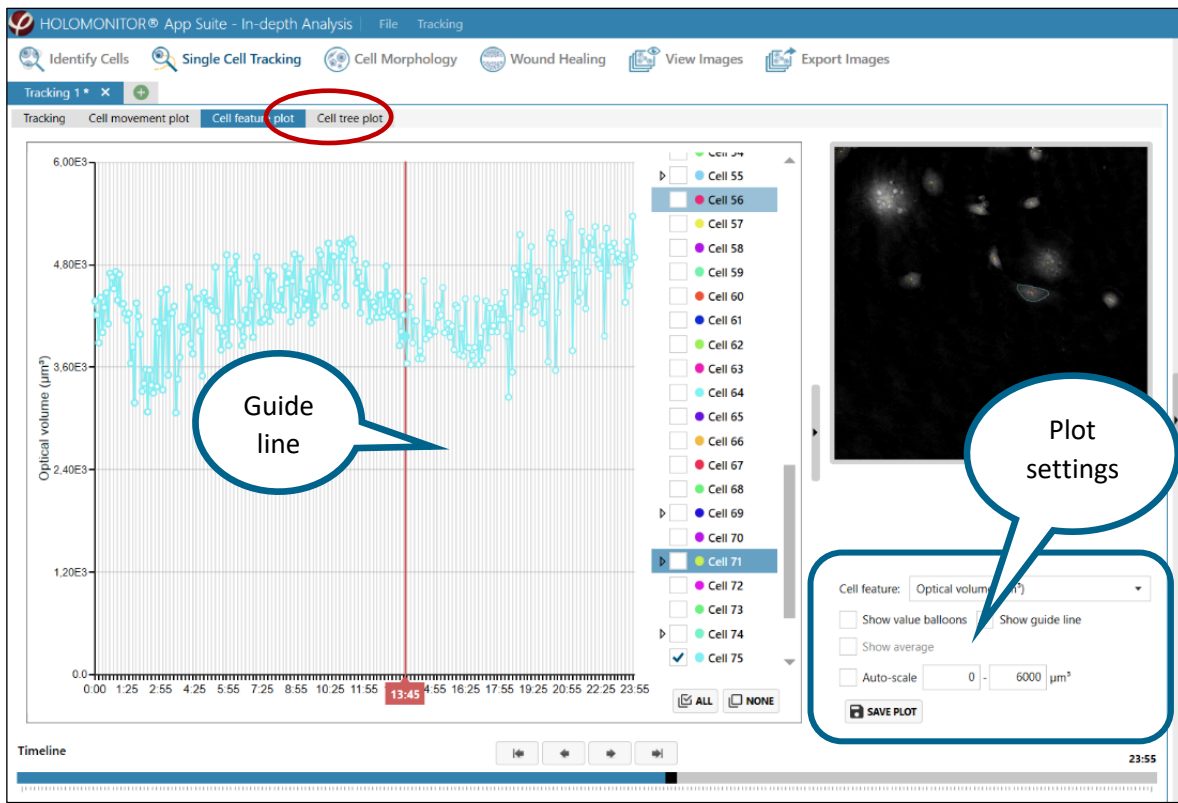 HOLOMONITOR® App Suite - In-depth Analysis File Tracking
Identify Cells Single Cell Tracking Cell Morphology Wound Healing View Images Export Images
Tracking 1 *
Tracking Cell movement plot Cell feature plot Cell tree plot
Optical volume (µm³)
6,00E3
4,80E3
3,60E3
2,40E3
1,20E3
0.0
0:00 1:25 2:55 4:25 5:55 7:25 8:55 10:25 11:55 13:45 14:55 16:25 17:55 19:25 20:55 22:25 23:55
Guide
line
Cell 54
Cell 55
Cell 56
Cell 57
Cell 58
Cell 59
Cell 60
Cell 61
Cell 62
Cell 63
Cell 64
Cell 65
Cell 66
Cell 67
Cell 68
Cell 69
Cell 70
Cell 71
Cell 72
Cell 73
Cell 74
Cell 75
ALL NONE
Plot
settings
Cell feature: Optical volume
Show value balloons Show guide line
Show average
Auto-scale 0 - 6000 µm³
SAVE PLOT
Timeline
23:55